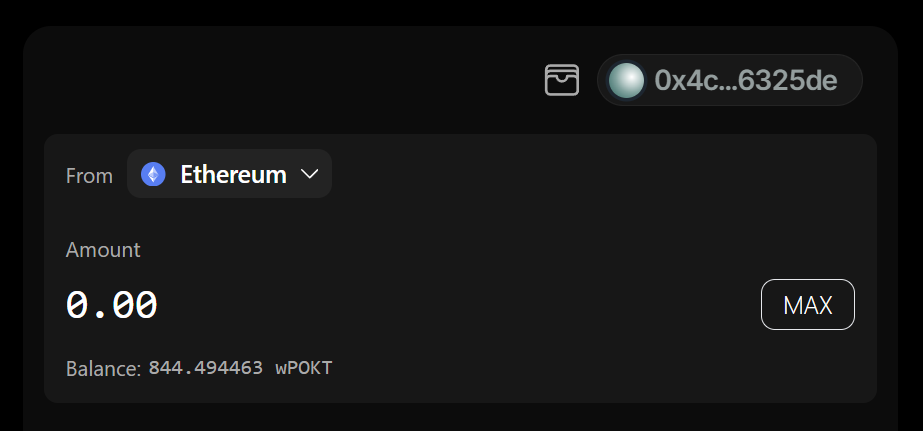 0x4c...6325de
From Ethereum
Amount
0.00
MAX
Balance: 844.494463 wPOKT